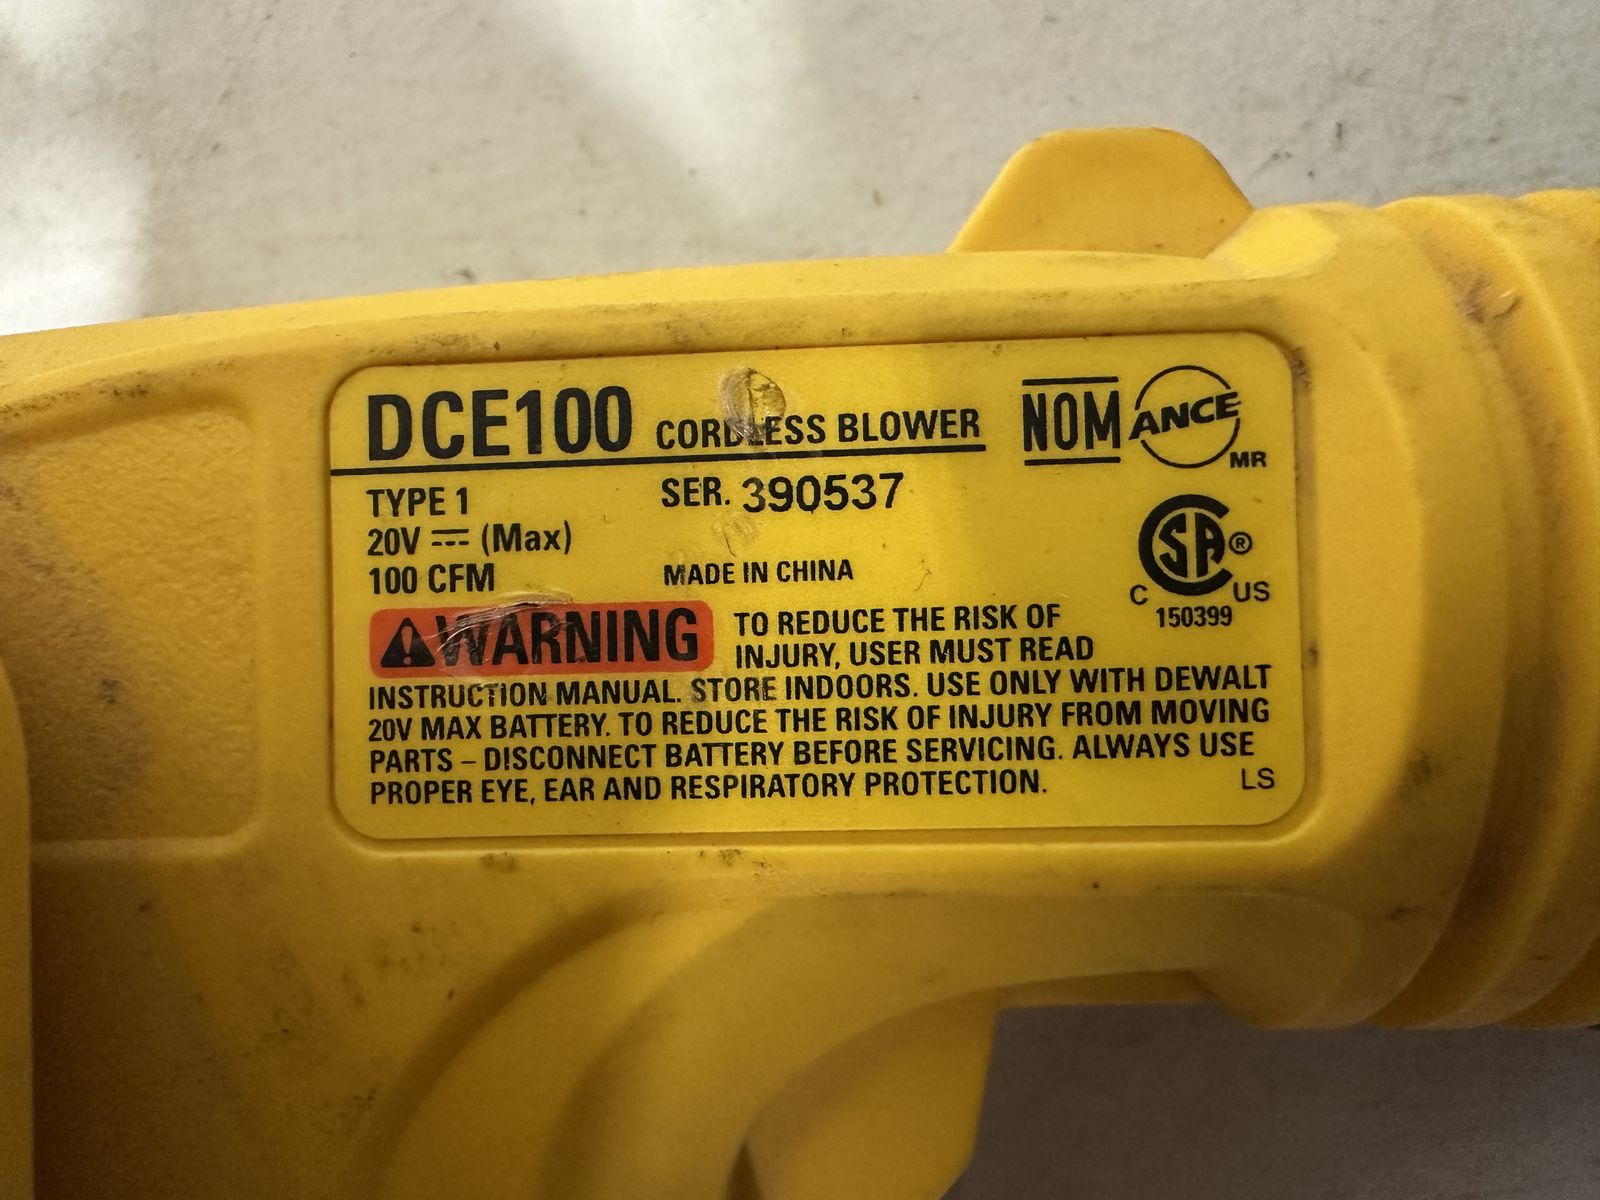 DCE100 CORDLESS BLOWER
NOM ANCE MR
TYPE 1 SER. 390537
20V ⎓ (Max)
100 CFM MADE IN CHINA
CSA ®
C US
150399
WARNING TO REDUCE THE RISK OF
INJURY, USER MUST READ
INSTRUCTION MANUAL. STORE INDOORS. USE ONLY WITH DEWALT
20V MAX BATTERY. TO REDUCE THE RISK OF INJURY FROM MOVING
PARTS – DISCONNECT BATTERY BEFORE SERVICING. ALWAYS USE
PROPER EYE, EAR AND RESPIRATORY PROTECTION. LS